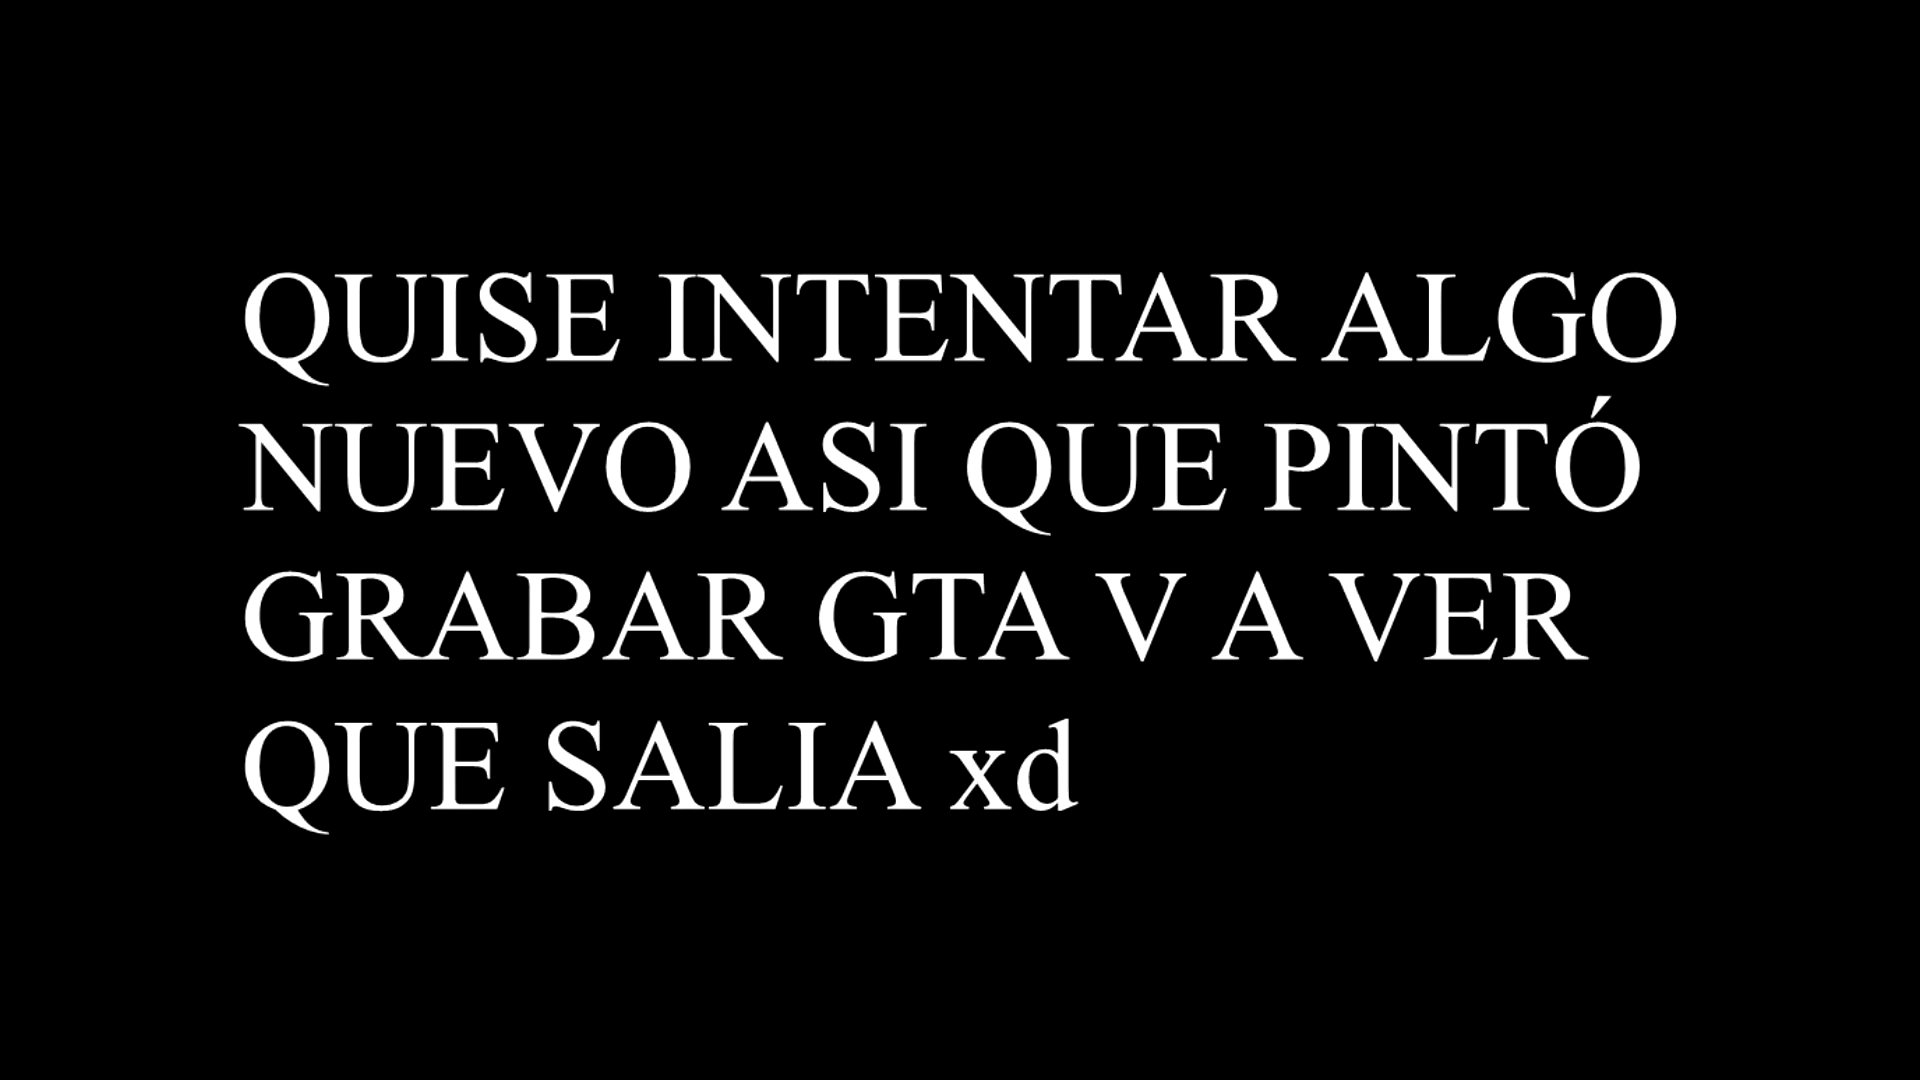 QUISE INTENTAR ALGO
NUEVO ASI QUE PINTÓ
GRABAR GTA V A VER
QUE SALIA xd